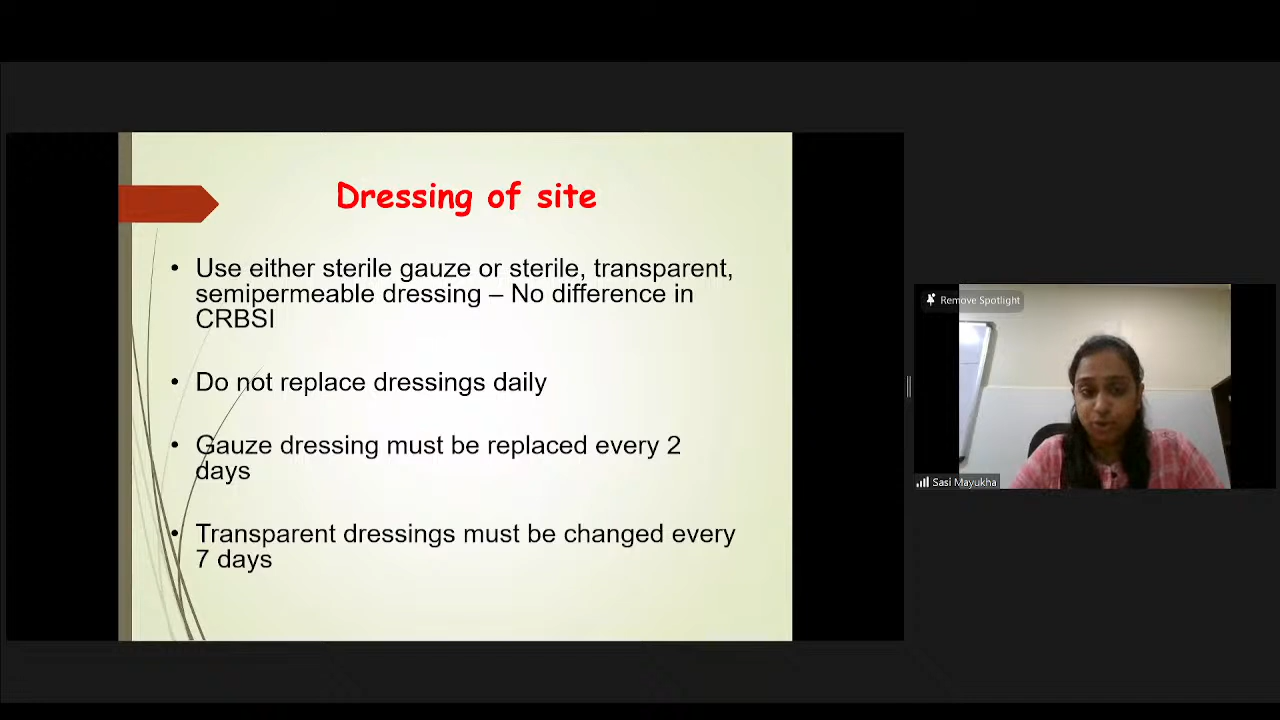 Dressing of site
• Use either sterile gauze or sterile, transparent,
semipermeable dressing – No difference in
CRBSI
• Do not replace dressings daily
• Gauze dressing must be replaced every 2
days
• Transparent dressings must be changed every
7 days
Remove Spotlight
Sasi Mayukha